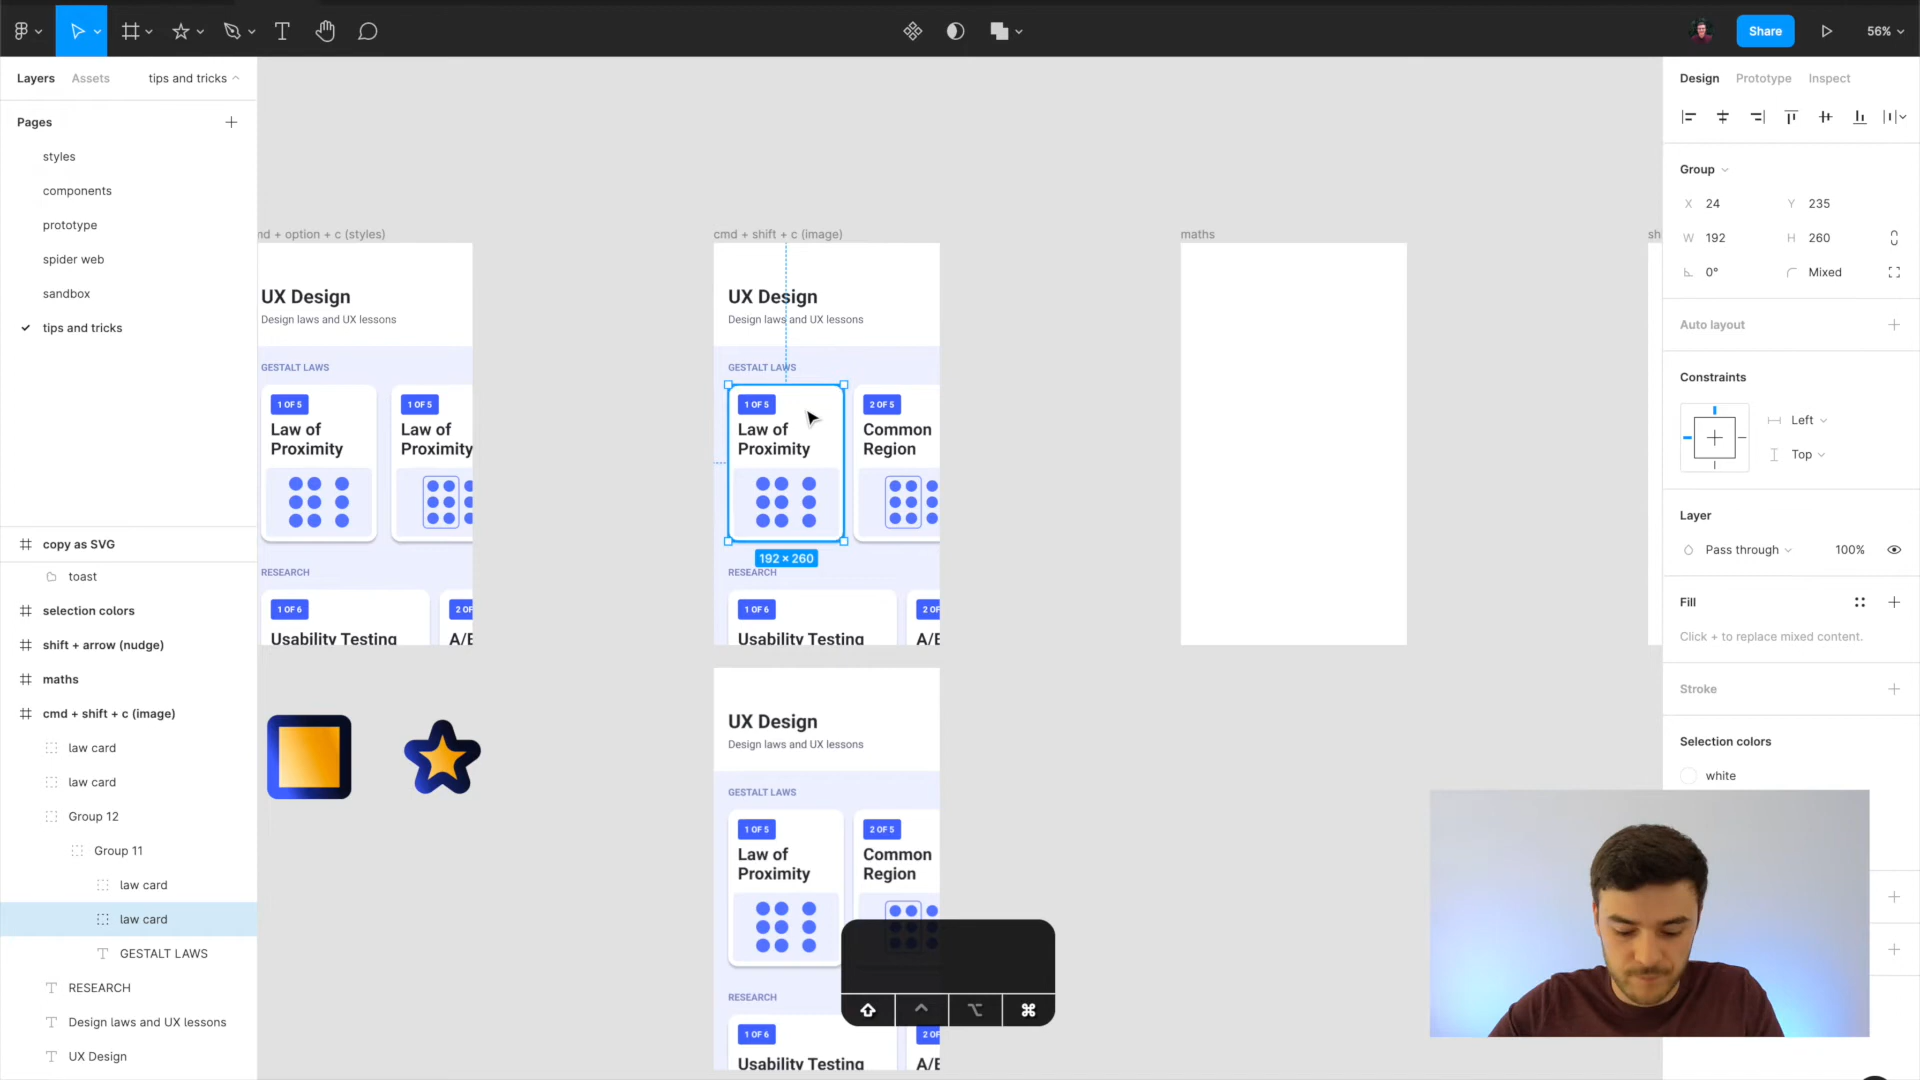 Share
56%
Layers
Assets
tips and tricks
Pages
styles
components
prototype
spider web
sandbox
tips and tricks
copy as SVG
toast
selection colors
shift + arrow (nudge)
maths
cmd + shift + c (image)
law card
law card
Group 12
Group 11
law card
law card
GESTALT LAWS
RESEARCH
Design laws and UX lessons
UX Design
md + option + c (styles)
UX Design
Design laws and UX lessons
GESTALT LAWS
1 OF 5
1 OF 5
Law of
Proximity
Law of
Proximity
RESEARCH
1 OF 6
2 OF
Usability Testing
A/E
cmd + shift + c (image)
UX Design
Design laws and UX lessons
GESTALT LAWS
1 OF 5
2 OF 5
Law of
Proximity
Common
Region
192 × 260
RESEARCH
1 OF 6
2 OF
Usability Testing
A/E
UX Design
Design laws and UX lessons
GESTALT LAWS
1 OF 5
2 OF 5
Law of
Proximity
Common
Region
RESEARCH
1 OF 6
2 OF
Usability Testing
A/E
maths
sh
Design
Prototype
Inspect
Group
X 24
Y 235
W 192
H 260
0°
Mixed
Auto layout
Constraints
Left
Top
Layer
Pass through
100%
Fill
Click + to replace mixed content.
Stroke
Selection colors
white